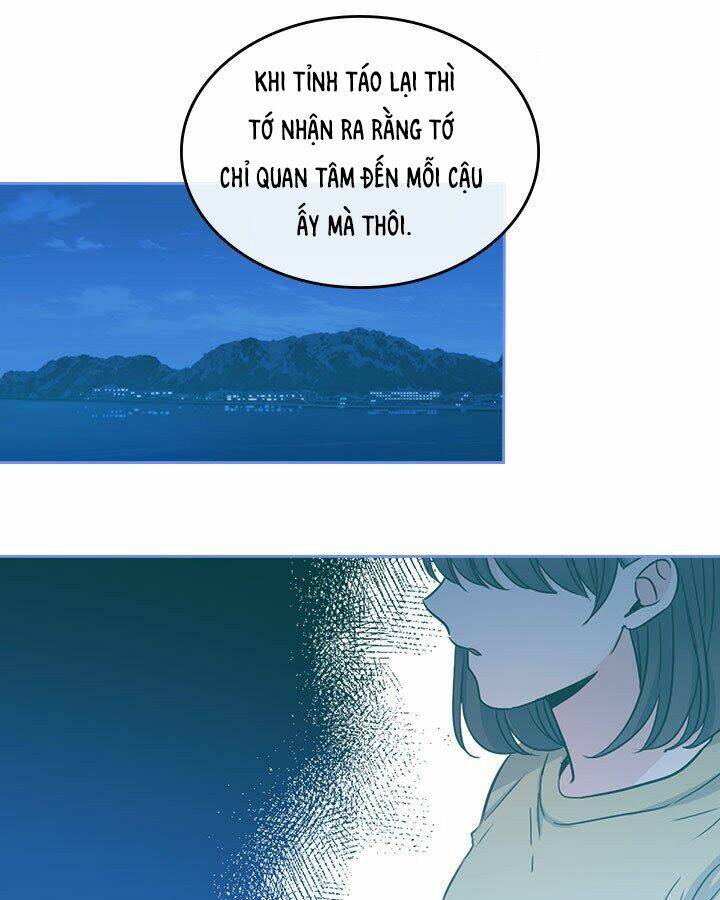 KHI TỈNH TÁO LẠI THÌ
TỚ NHẬN RA RẰNG TỚ
CHỈ QUAN TÂM ĐẾN MỖI CẬU
ẤY MÀ THÔI.